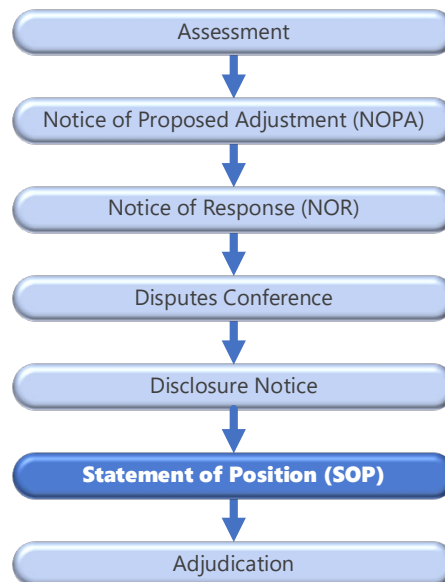 Assessment
Notice of Proposed Adjustment (NOPA)
Notice of Response (NOR)
Disputes Conference
Disclosure Notice
Statement of Position (SOP)
Adjudication